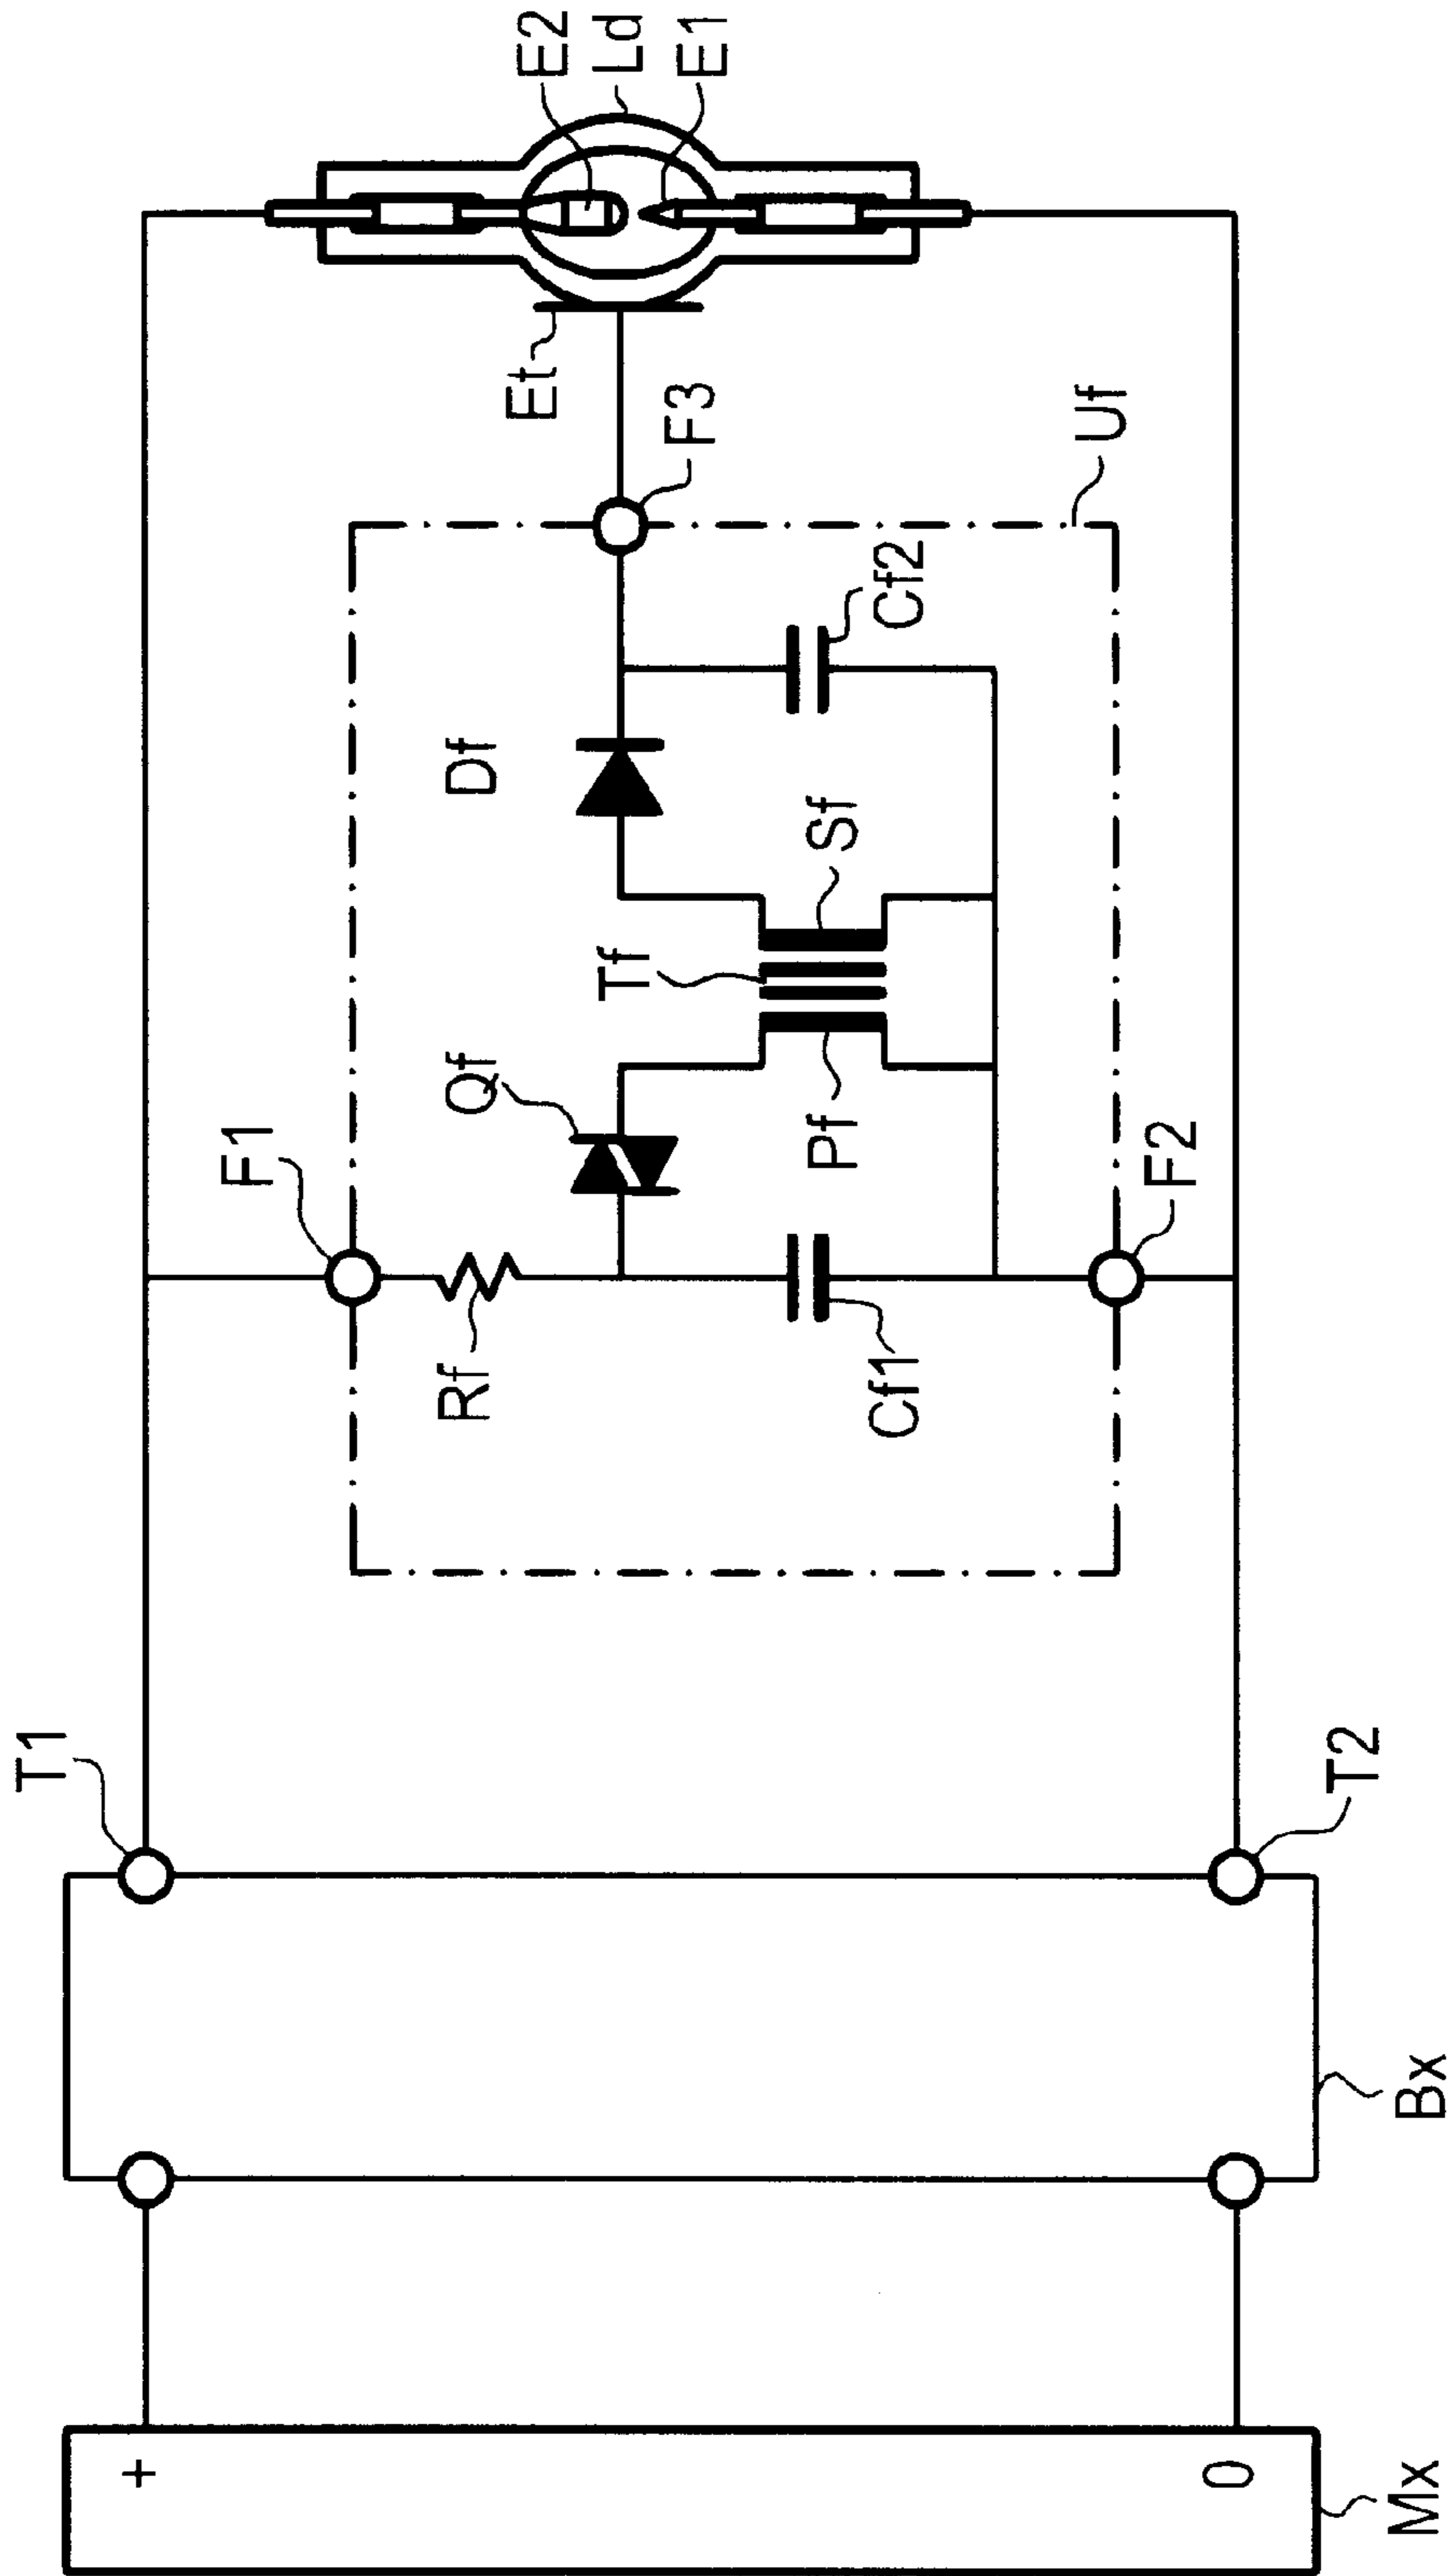 T1
F1
E2
Ld
E1
Et
F3
Uf
Rf
Qf
Df
Tf
Cf1
Pf
Sf
Cf2
F2
T2
+
0
Mx
Bx